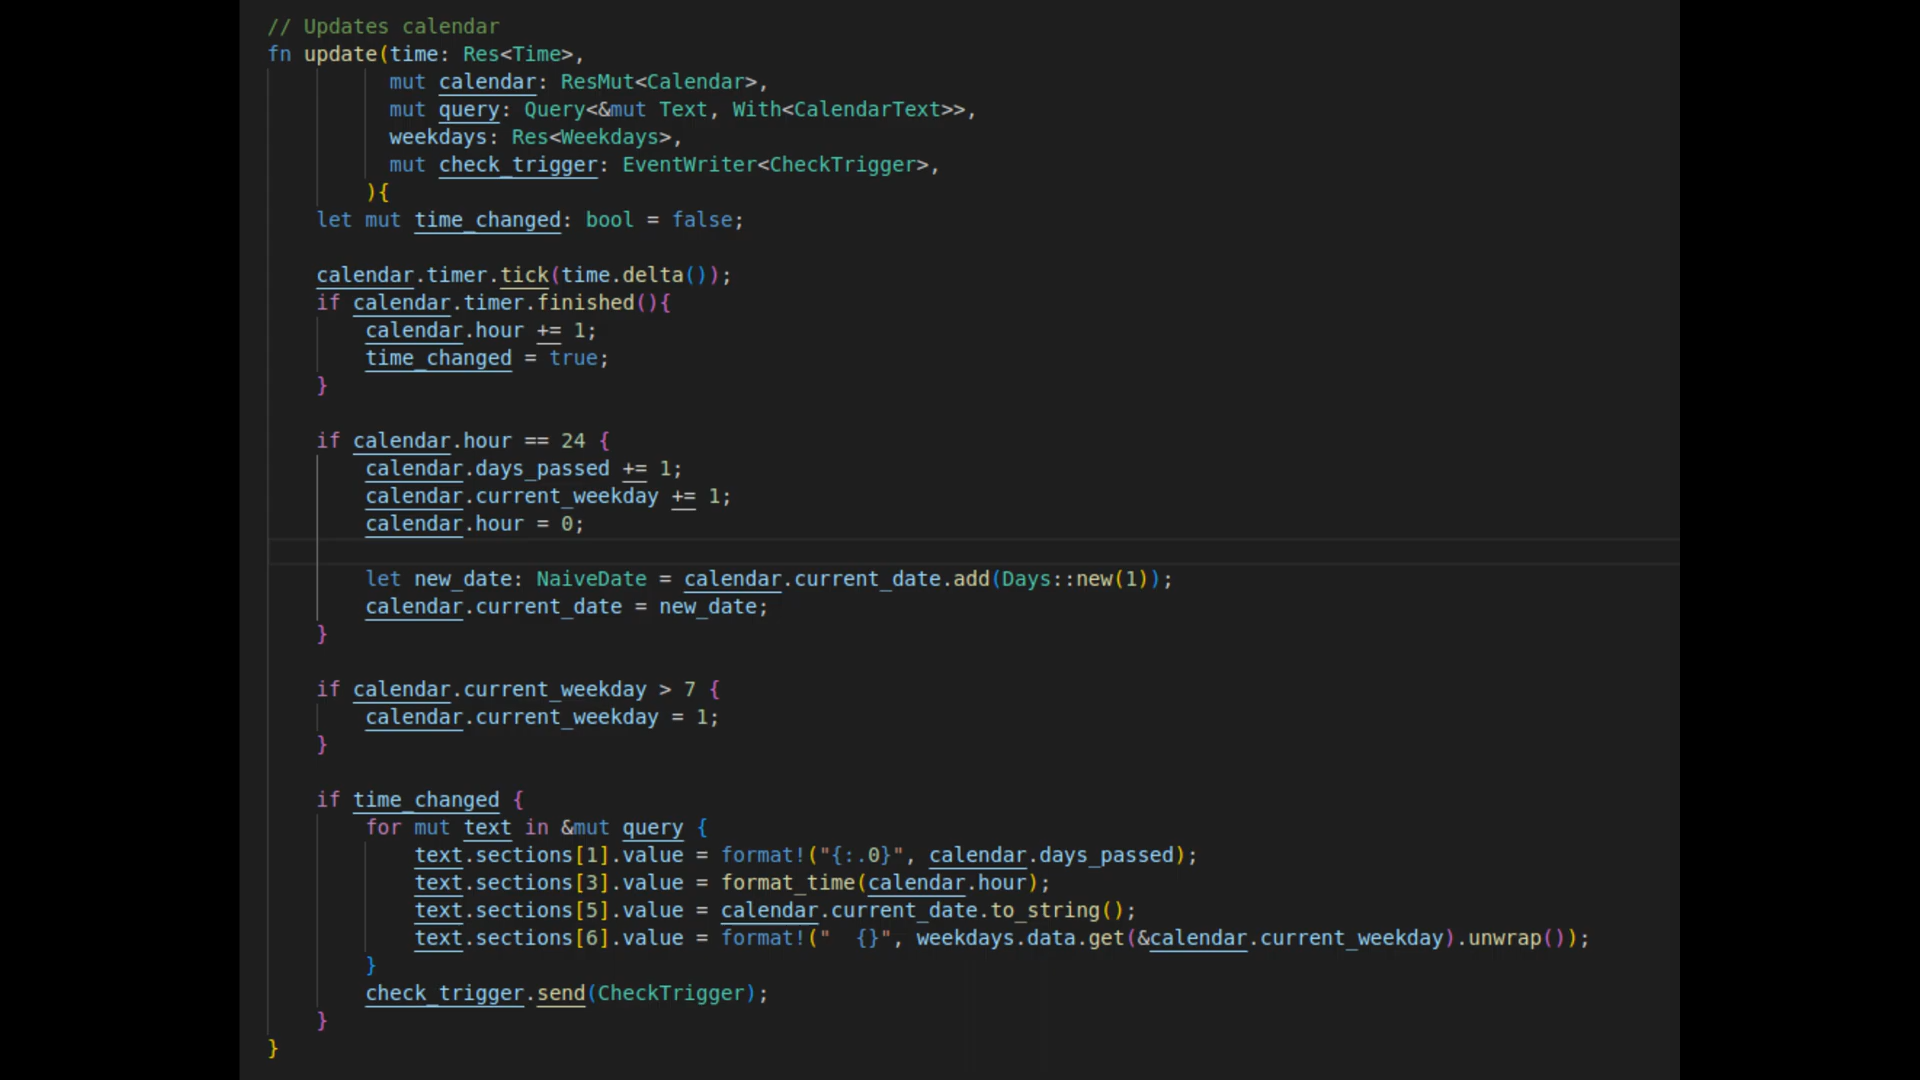 // Updates calendar
fn update(time: Res<Time>,
mut calendar: ResMut<Calendar>,
mut query: Query<&mut Text, With<CalendarText>>,
weekdays: Res<Weekdays>,
mut check_trigger: EventWriter<CheckTrigger>,
){
let mut time_changed: bool = false;
calendar.timer.tick(time.delta());
if calendar.timer.finished(){
calendar.hour += 1;
time_changed = true;
}
if calendar.hour == 24 {
calendar.days_passed += 1;
calendar.current_weekday += 1;
calendar.hour = 0;
let new_date: NaiveDate = calendar.current_date.add(Days::new(1));
calendar.current_date = new_date;
}
if calendar.current_weekday > 7 {
calendar.current_weekday = 1;
}
if time_changed {
for mut text in &mut query {
text.sections[1].value = format!("{:.0}", calendar.days_passed);
text.sections[3].value = format_time(calendar.hour);
text.sections[5].value = calendar.current_date.to_string();
text.sections[6].value = format!("  {}", weekdays.data.get(&calendar.current_weekday).unwrap());
}
check_trigger.send(CheckTrigger);
}
}